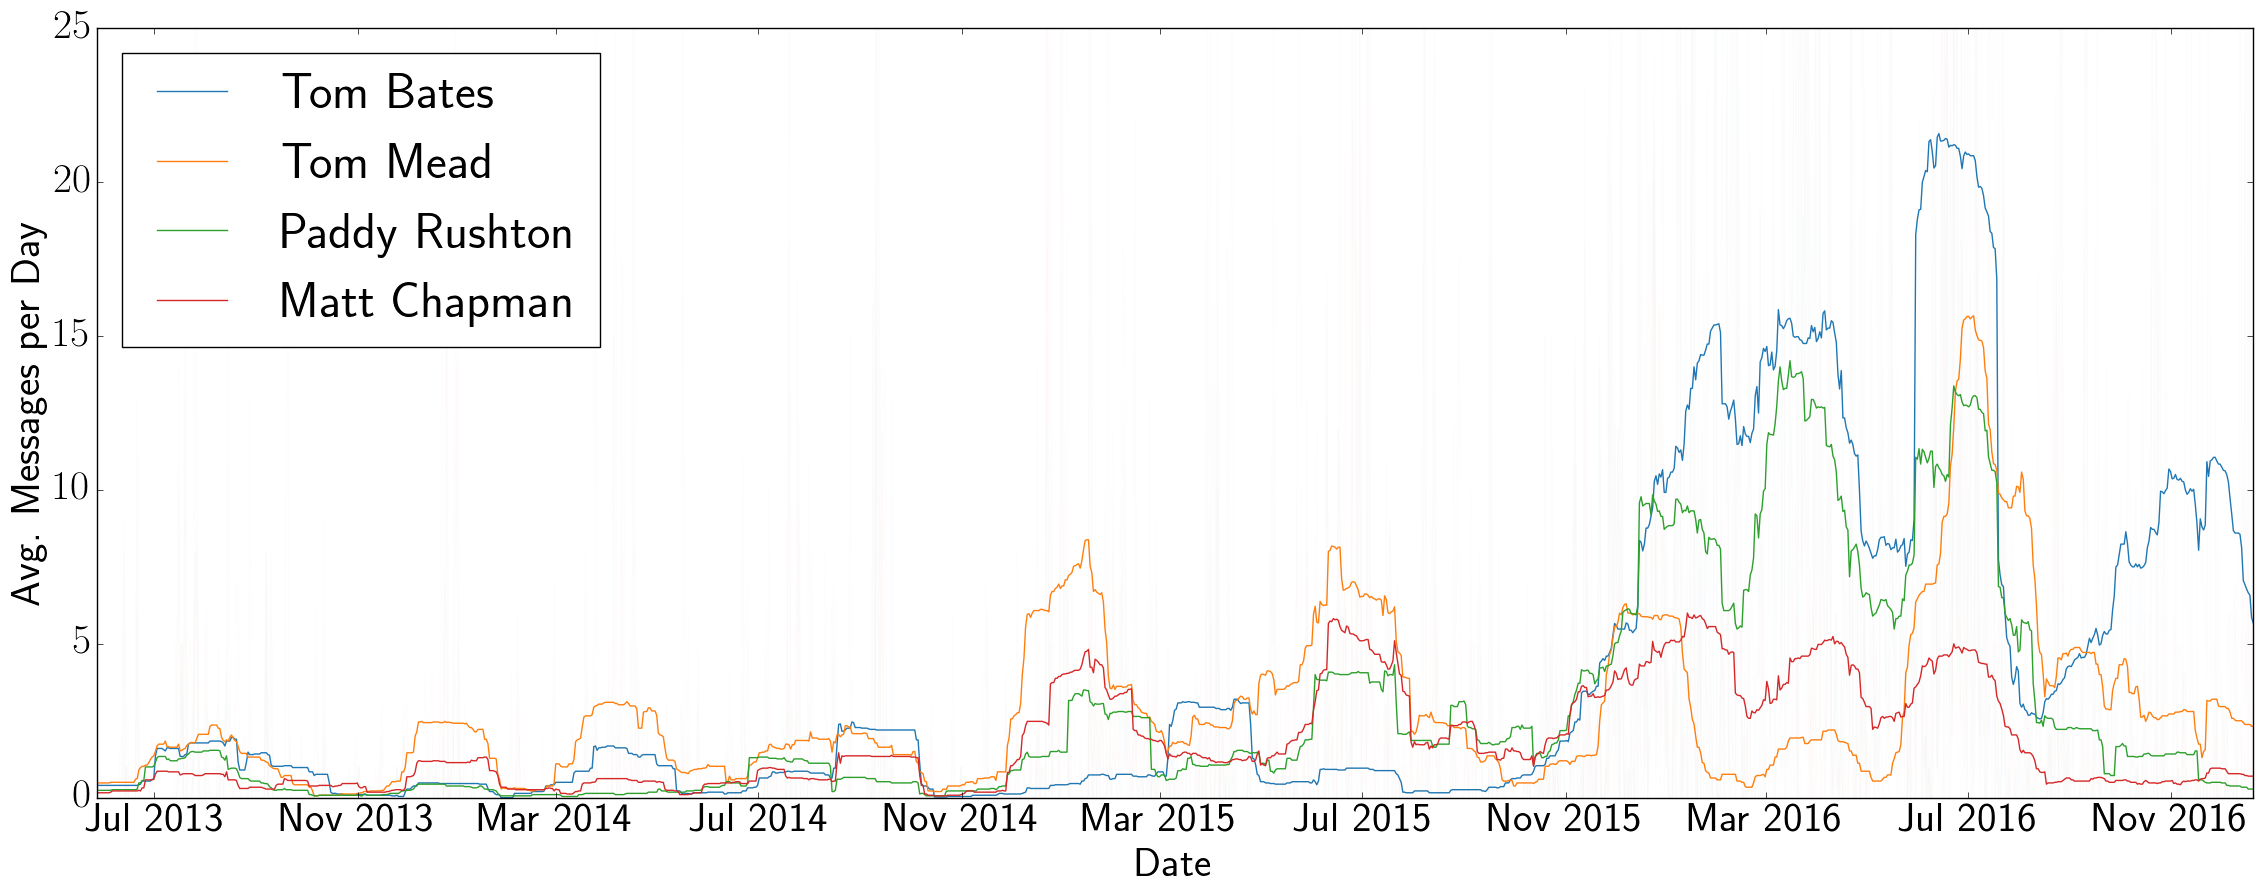 25
20
15
10
5
0
Avg. Messages per Day
Tom Bates
Tom Mead
Paddy Rushton
Matt Chapman
Jul 2013 Nov 2013 Mar 2014 Jul 2014 Nov 2014 Mar 2015 Jul 2015 Nov 2015 Mar 2016 Jul 2016 Nov 2016
Date